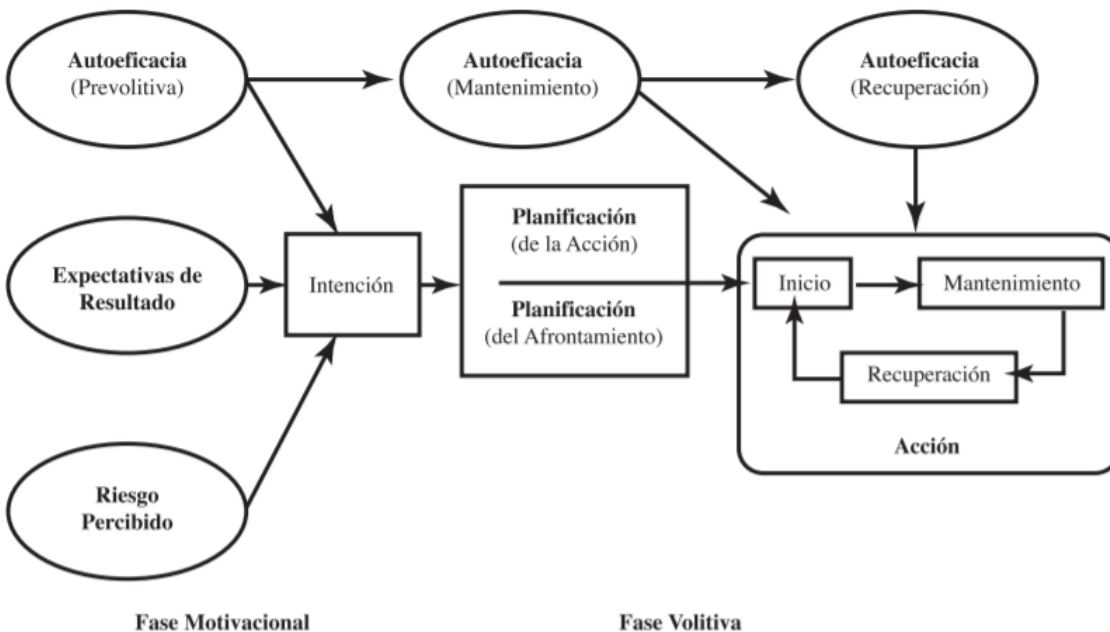 Autoeficacia
(Prevolitiva)
Autoeficacia
(Mantenimiento)
Autoeficacia
(Recuperación)
Expectativas de
Resultado
Intención
Planificación
(de la Acción)
Planificación
(del Afrontamiento)
Inicio
Mantenimiento
Recuperación
Acción
Riesgo
Percibido
Fase Motivacional
Fase Volitiva